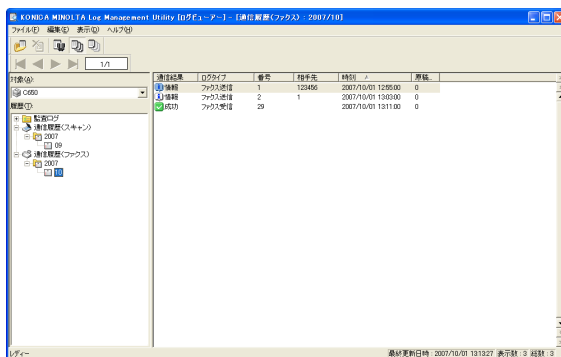 KONICA MINOLTA Log Management Utility [ログビューアー] - [通信履歴(ファクス) : 2007/10]
ファイル(F) 編集(E) 表示(D) ヘルプ(H)
1/1
対象(A):
C650
履歴(T):
監査ログ
通信履歴(スキャン)
2007
09
通信履歴(ファクス)
2007
10
通信結果 ログタイプ 番号 相手先 時刻 原稿...
情報 ファクス送信 1 123456 2007/10/01 12:55:00 0
情報 ファクス送信 2 1 2007/10/01 13:03:00 0
成功 ファクス受信 29 2007/10/01 13:11:00 0
レディー 最終更新日時 : 2007/10/01 13:13:27 表示数 : 3 総数 : 3